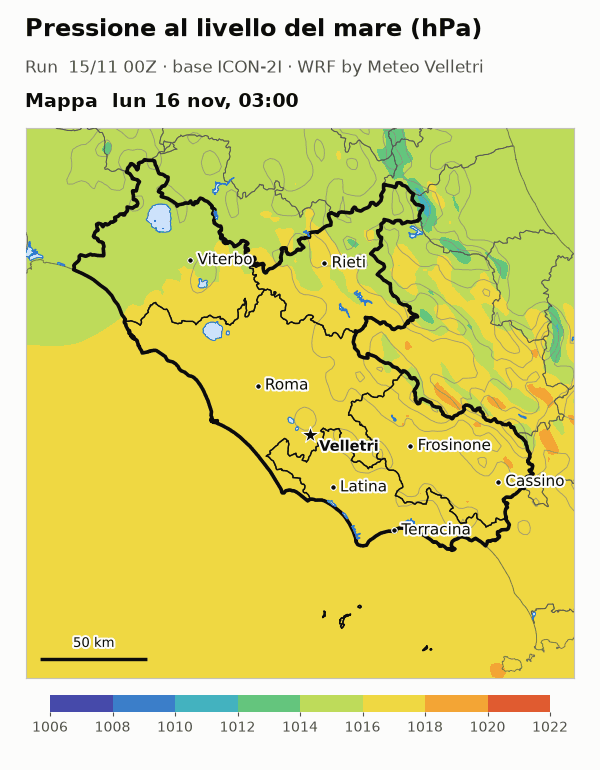 Pressione al livello del mare (hPa)
Run  15/11 00Z · base ICON-2I · WRF by Meteo Velletri
Mappa  lun 16 nov, 03:00
Viterbo
Rieti
Roma
Velletri
Frosinone
Latina
Cassino
Terracina
50 km
1006 1008 1010 1012 1014 1016 1018 1020 1022